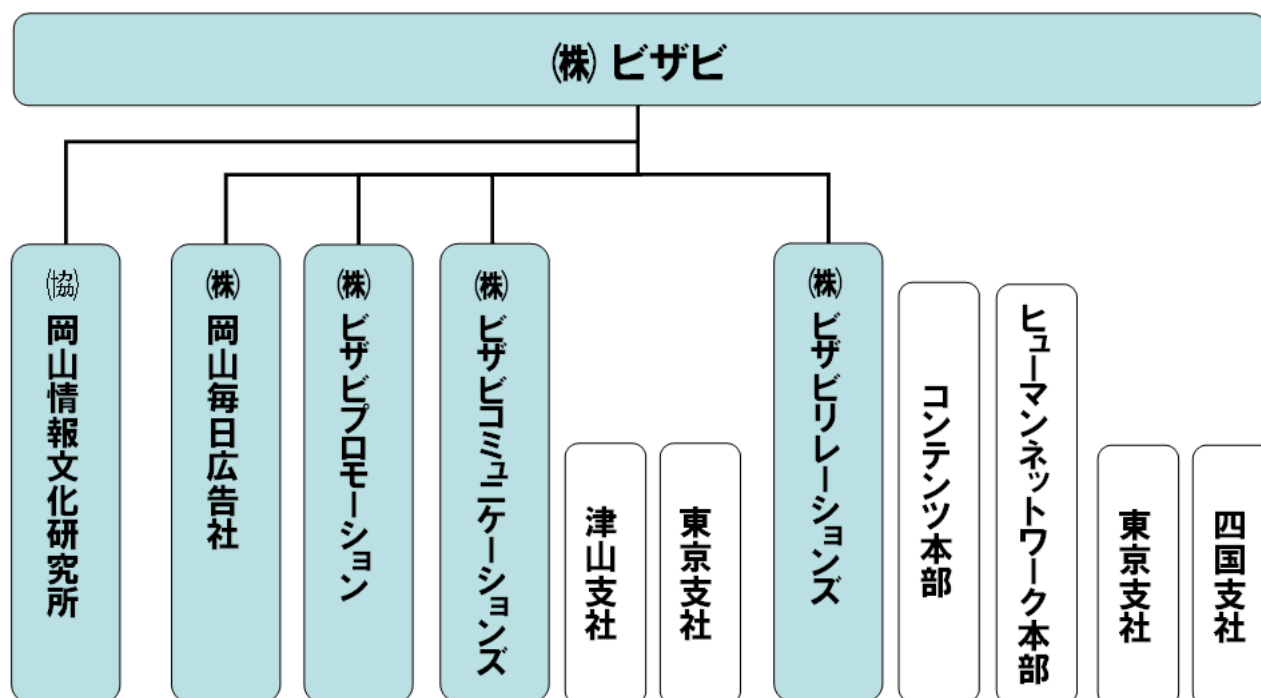 ㈱ ビザビ
㈿ 岡山情報文化研究所
㈱ 岡山毎日広告社
㈱ ビザビプロモーション
㈱ ビザビコミュニケーションズ
津山支社
東京支社
㈱ ビザビリレーションズ
コンテンツ本部
ヒューマンネットワーク本部
東京支社
四国支社